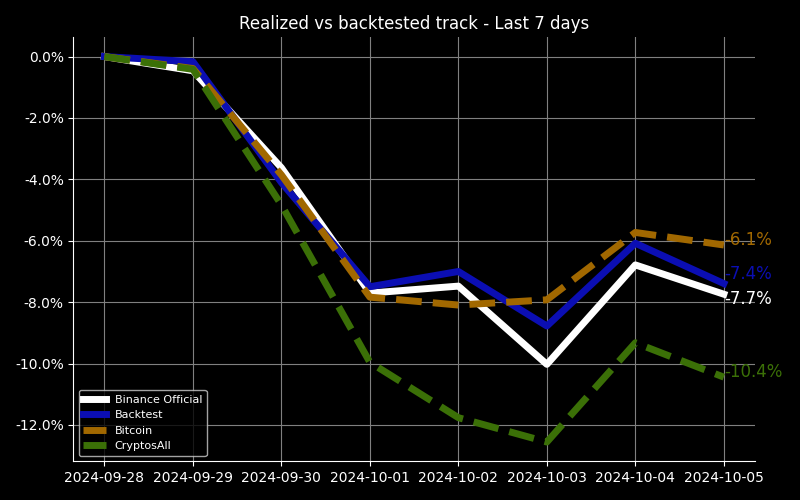 Realized vs backtested track - Last 7 days
0.0%
-2.0%
-4.0%
-6.0%
-8.0%
-10.0%
-12.0%
-6.1%
-7.4%
-7.7%
-10.4%
Binance Official
Backtest
Bitcoin
CryptosAll
2024-09-28 2024-09-29 2024-09-30 2024-10-01 2024-10-02 2024-10-03 2024-10-04 2024-10-05